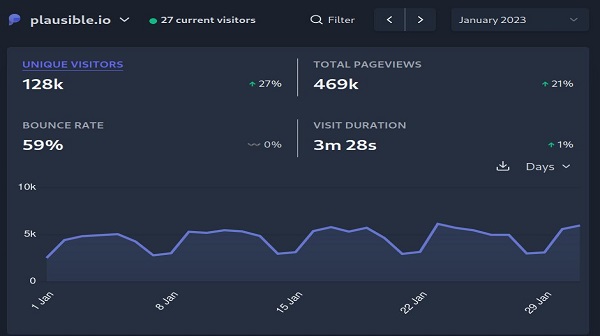 plausible.io 27 current visitors Filter January 2023
UNIQUE VISITORS TOTAL PAGEVIEWS
128k 27% 469k 21%
BOUNCE RATE VISIT DURATION
59% 0% 3m 28s 1%
Days
10k
5k
0
1 Jan 8 Jan 15 Jan 22 Jan 29 Jan